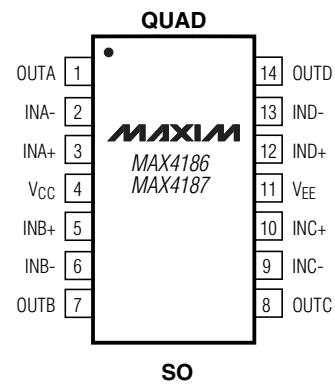 QUAD
OUTA 1
INA- 2
INA+ 3
VCC 4
INB+ 5
INB- 6
OUTB 7
MAXIM
MAX4186
MAX4187
14 OUTD
13 IND-
12 IND+
11 VEE
10 INC+
9 INC-
8 OUTC
SO